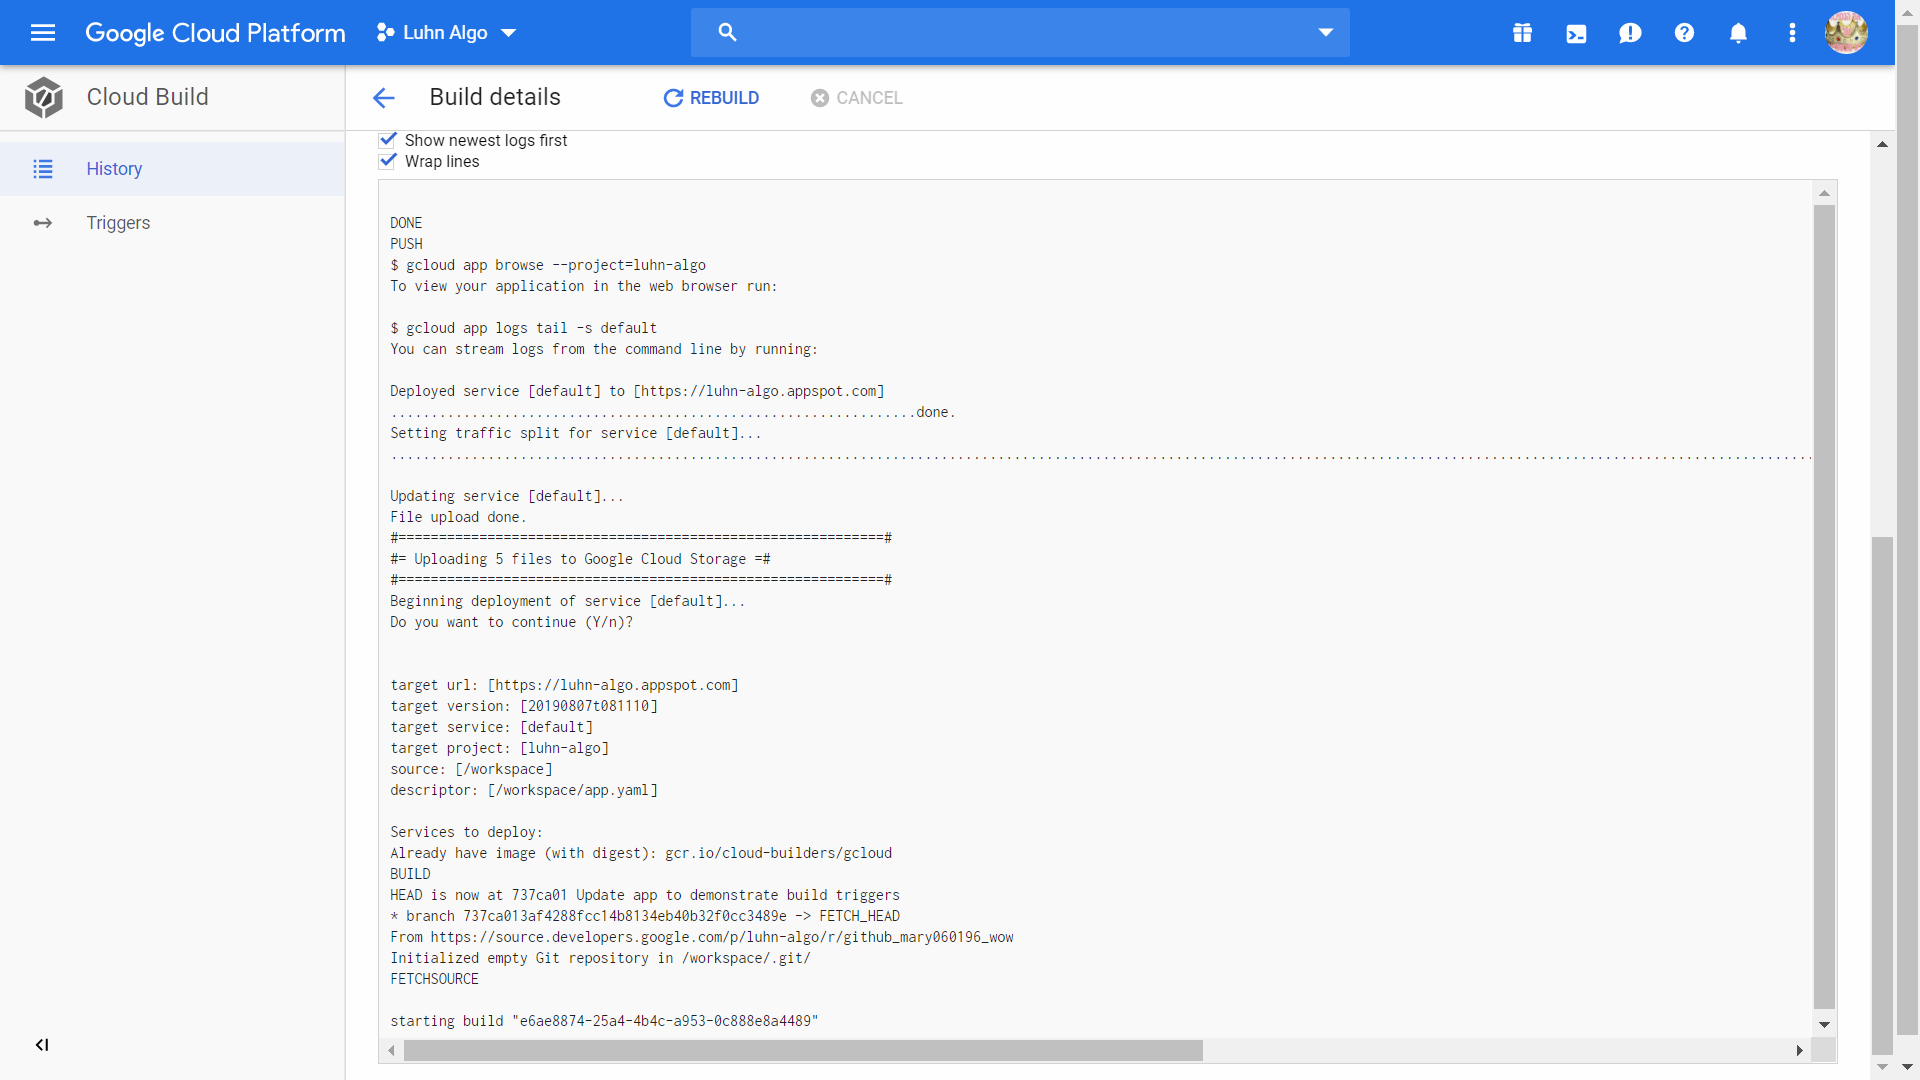 Google Cloud Platform
Luhn Algo
Cloud Build
Build details
REBUILD
CANCEL
History
Triggers
Show newest logs first
Wrap lines
DONE
PUSH
$ gcloud app browse --project=luhn-algo
To view your application in the web browser run:
$ gcloud app logs tail -s default
You can stream logs from the command line by running:
Deployed service [default] to [https://luhn-algo.appspot.com]
.................................................................done.
Setting traffic split for service [default]...
................................................................................................................................................................................
Updating service [default]...
File upload done.
#============================================================#
#= Uploading 5 files to Google Cloud Storage =#
#============================================================#
Beginning deployment of service [default]...
Do you want to continue (Y/n)?
target url: [https://luhn-algo.appspot.com]
target version: [20190807t081110]
target service: [default]
target project: [luhn-algo]
source: [/workspace]
descriptor: [/workspace/app.yaml]
Services to deploy:
Already have image (with digest): gcr.io/cloud-builders/gcloud
BUILD
HEAD is now at 737ca01 Update app to demonstrate build triggers
* branch 737ca013af4288fcc14b8134eb40b32f0cc3489e -> FETCH_HEAD
From https://source.developers.google.com/p/luhn-algo/r/github_mary060196_wow
Initialized empty Git repository in /workspace/.git/
FETCHSOURCE
starting build "e6ae8874-25a4-4b4c-a953-0c888e8a4489"